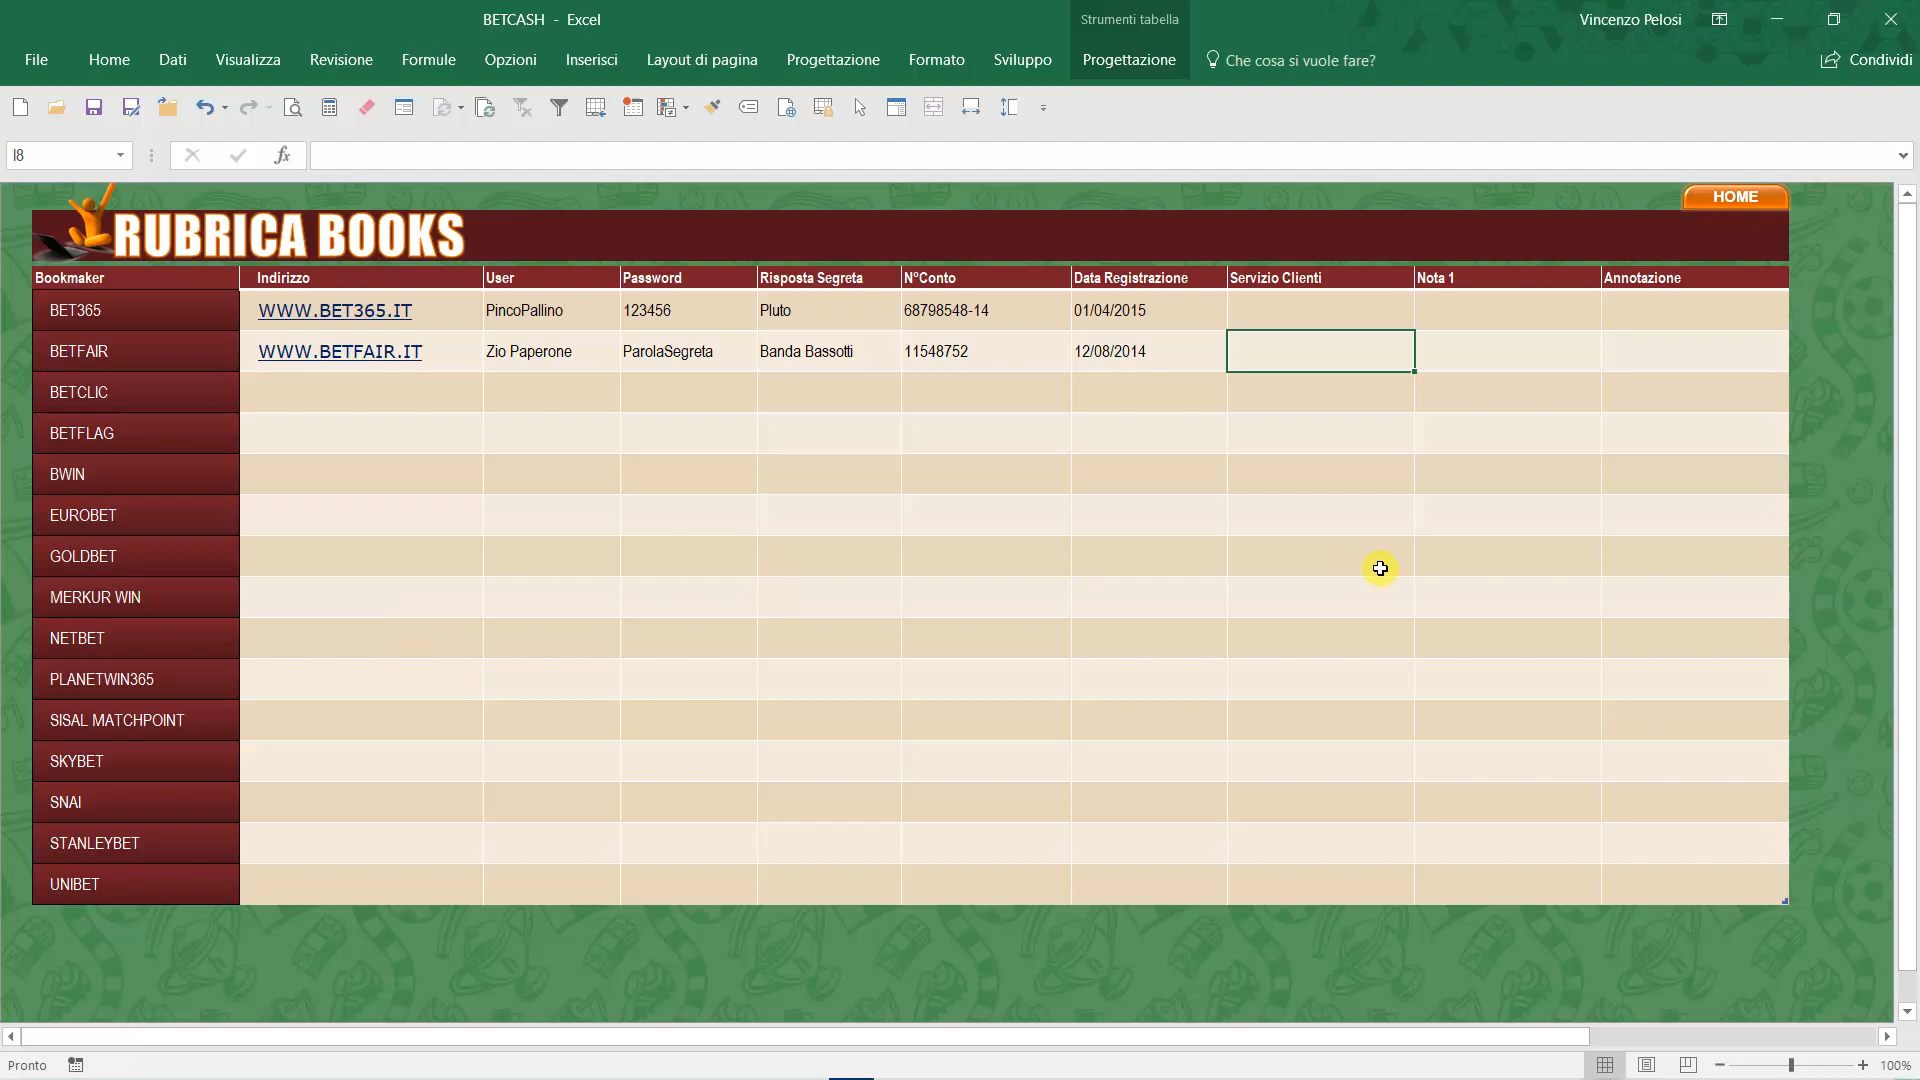 BETCASH - Excel
Strumenti tabella
Vincenzo Pelosi
File Home Dati Visualizza Revisione Formule Opzioni Inserisci Layout di pagina Progettazione Formato Sviluppo Progettazione Che cosa si vuole fare? Condividi
I8 fx
HOME
RUBRICA BOOKS
Bookmaker Indirizzo User Password Risposta Segreta N°Conto Data Registrazione Servizio Clienti Nota 1 Annotazione
BET365 WWW.BET365.IT PincoPallino 123456 Pluto 68798548-14 01/04/2015
BETFAIR WWW.BETFAIR.IT Zio Paperone ParolaSegreta Banda Bassotti 11548752 12/08/2014
BETCLIC
BETFLAG
BWIN
EUROBET
GOLDBET
MERKUR WIN
NETBET
PLANETWIN365
SISAL MATCHPOINT
SKYBET
SNAI
STANLEYBET
UNIBET
Pronto 100%